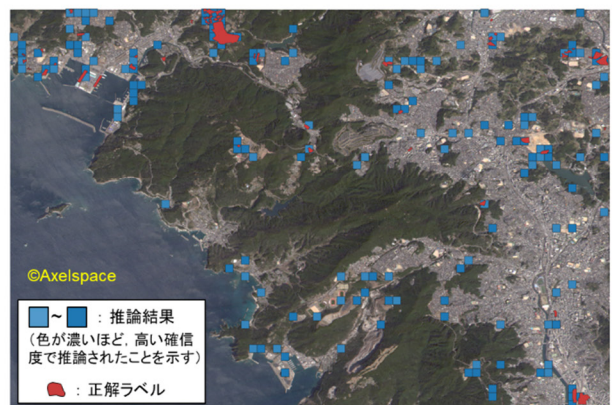 ©Axelspace
～ : 推論結果
(色が濃いほど，高い確信
度で推論されたことを示す)
: 正解ラベル